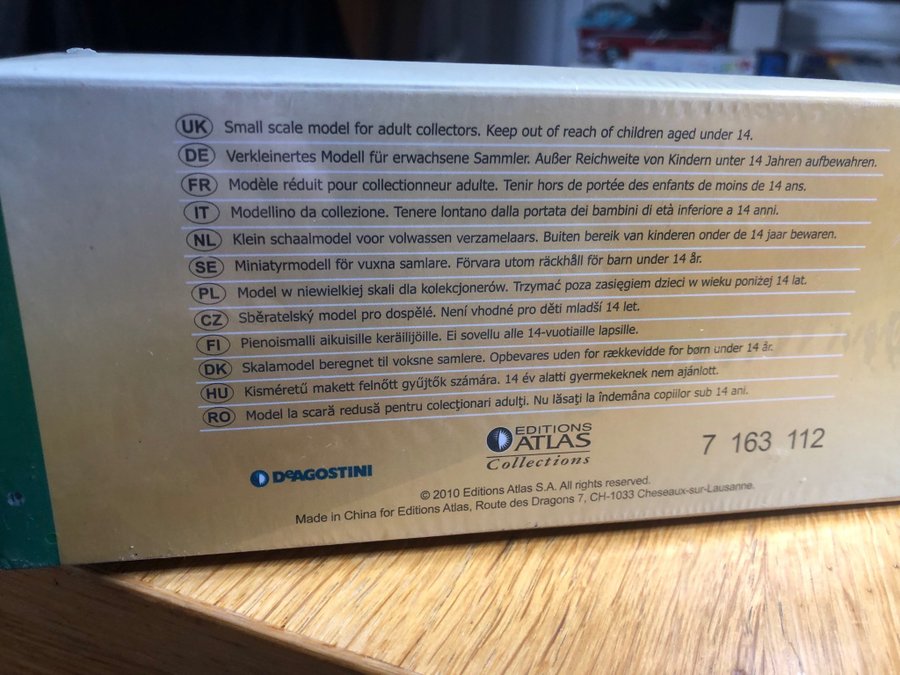 UK Small scale model for adult collectors. Keep out of reach of children aged under 14.
DE Verkleinertes Modell für erwachsene Sammler. Außer Reichweite von Kindern unter 14 Jahren aufbewahren.
FR Modèle réduit pour collectionneur adulte. Tenir hors de portée des enfants de moins de 14 ans.
IT Modellino da collezione. Tenere lontano dalla portata dei bambini di età inferiore a 14 anni.
NL Klein schaalmodel voor volwassen verzamelaars. Buiten bereik van kinderen onder de 14 jaar bewaren.
SE Miniatyrmodell för vuxna samlare. Förvara utom räckhåll för barn under 14 år.
PL Model w niewielkiej skali dla kolekcjonerów. Trzymać poza zasięgiem dzieci w wieku poniżej 14 lat.
CZ Sběratelský model pro dospělé. Není vhodné pro děti mladší 14 let.
FI Pienoismalli aikuisille keräilijöille. Ei sovellu alle 14-vuotiaille lapsille.
DK Skalamodel beregnet til voksne samlere. Opbevares uden for rækkevidde for børn under 14 år.
HU Kisméretű makett felnőtt gyűjtők számára. 14 év alatti gyermekeknek nem ajánlott.
RO Model la scară redusă pentru colecționari adulți. Nu lăsați la îndemâna copiilor sub 14 ani.
EDITIONS
ATLAS
Collections
7 163 112
DeAGOSTINI
© 2010 Editions Atlas S.A. All rights reserved.
Made in China for Editions Atlas, Route des Dragons 7, CH-1033 Cheseaux-sur-Lausanne.